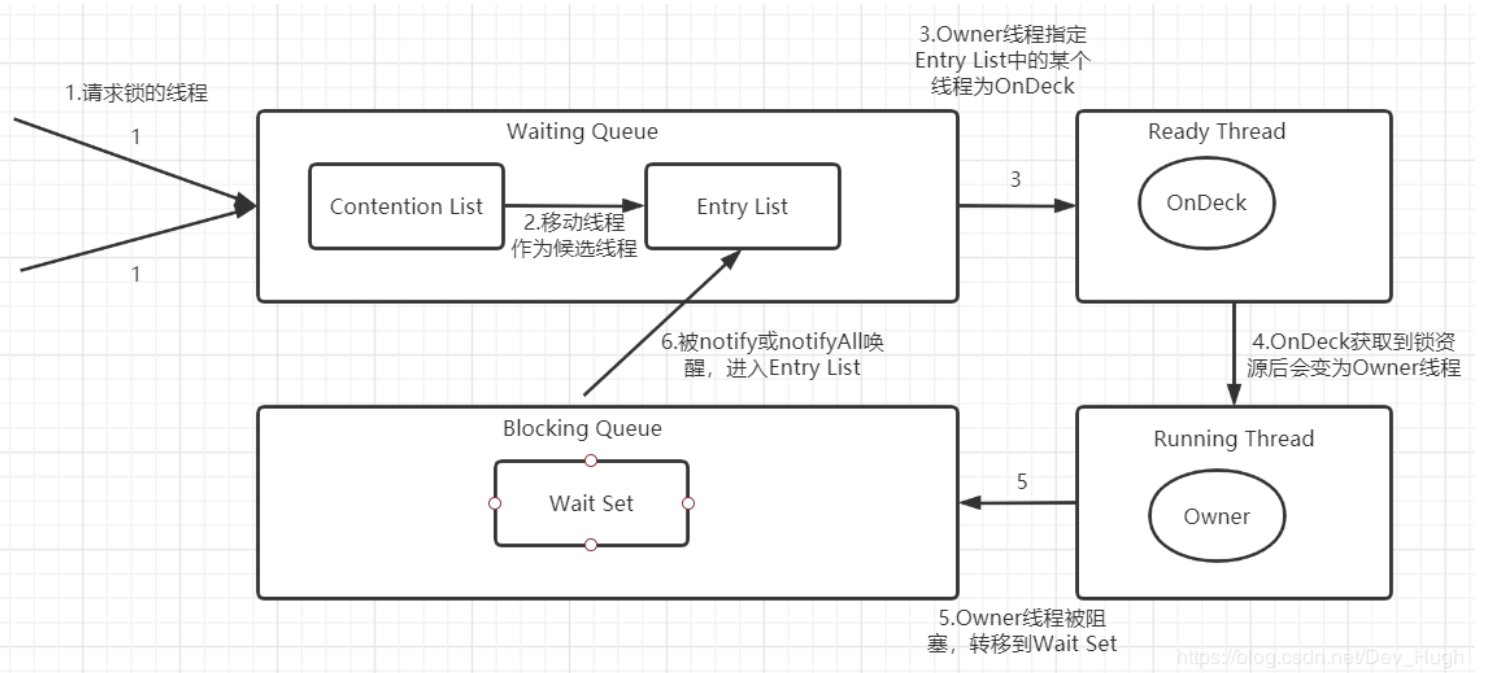 3.Owner线程指定
Entry List中的某个
线程为OnDeck
1.请求锁的线程
1
Waiting Queue
Ready Thread
Contention List
Entry List
2.移动线程
作为候选线程
3
OnDeck
1
6.被notify或notifyAll唤
醒，进入Entry List
4.OnDeck获取到锁资
源后会变为Owner线程
Blocking Queue
Wait Set
5
Running Thread
Owner
5.Owner线程被阻
塞，转移到Wait Set
https://blog.csdn.net/Dev_Hugh